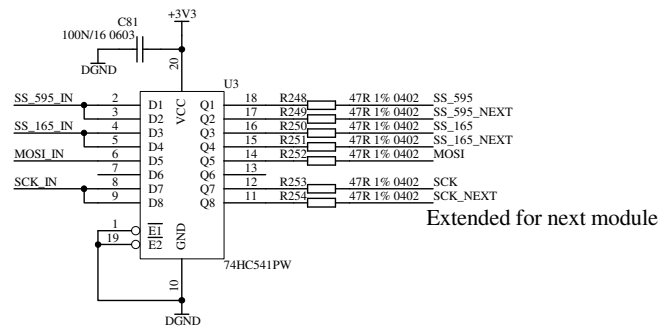 C81
+3V3
100N/16 0603
DGND
20
U3
SS_595_IN 2 D1 VCC Q1 18 R248 47R 1% 0402 SS_595
3 D2 Q2 17 R249 47R 1% 0402 SS_595_NEXT
SS_165_IN 4 D3 Q3 16 R250 47R 1% 0402 SS_165
5 D4 Q4 15 R251 47R 1% 0402 SS_165_NEXT
MOSI_IN 6 D5 Q5 14 R252 47R 1% 0402 MOSI
7 D6 Q6 13
SCK_IN 8 D7 Q7 12 R253 47R 1% 0402 SCK
9 D8 Q8 11 R254 47R 1% 0402 SCK_NEXT
Extended for next module
1 E1
19 E2 GND
74HC541PW
10
DGND